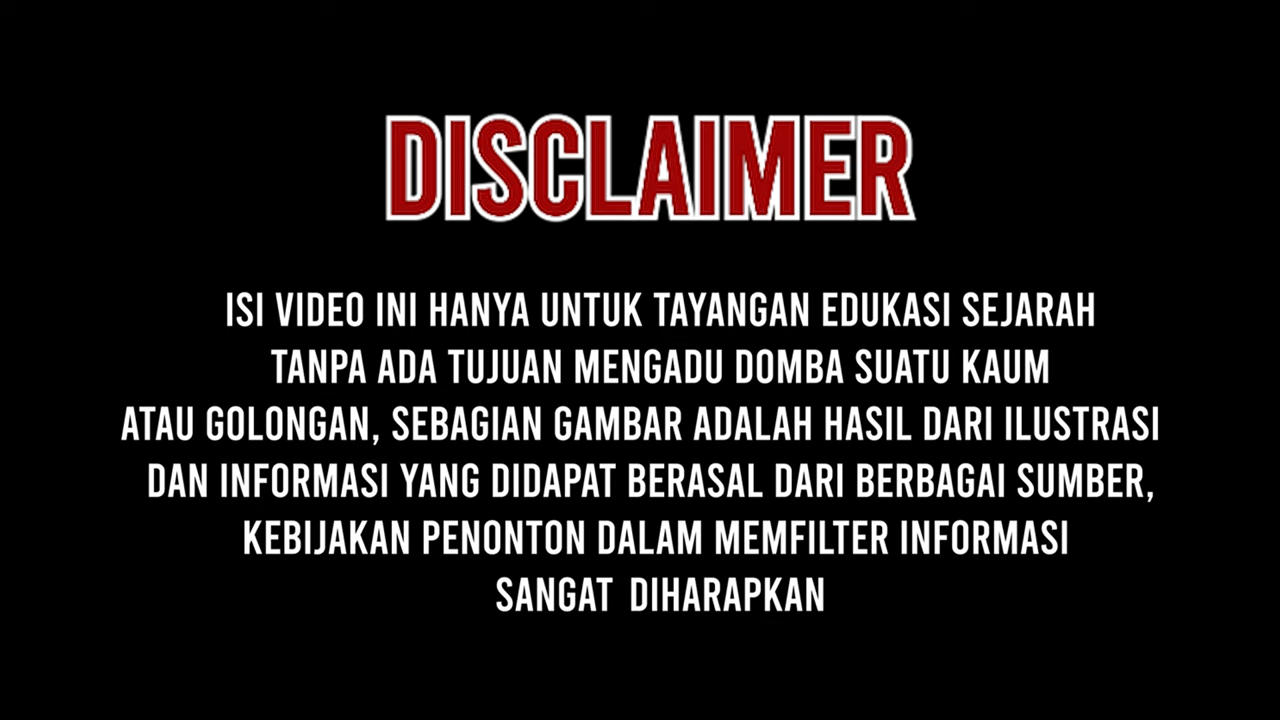 DISCLAIMER
ISI VIDEO INI HANYA UNTUK TAYANGAN EDUKASI SEJARAH
TANPA ADA TUJUAN MENGADU DOMBA SUATU KAUM
ATAU GOLONGAN, SEBAGIAN GAMBAR ADALAH HASIL DARI ILUSTRASI
DAN INFORMASI YANG DIDAPAT BERASAL DARI BERBAGAI SUMBER,
KEBIJAKAN PENONTON DALAM MEMFILTER INFORMASI
SANGAT DIHARAPKAN